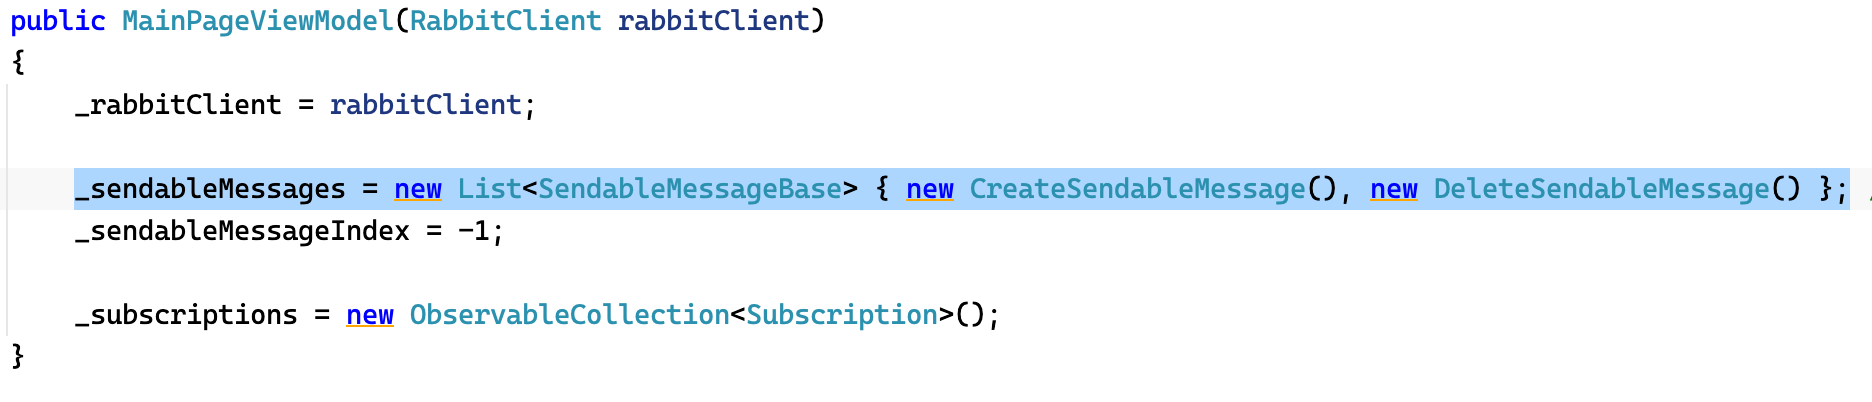 public MainPageViewModel(RabbitClient rabbitClient)
{
_rabbitClient = rabbitClient;
_sendableMessages = new List<SendableMessageBase> { new CreateSendableMessage(), new DeleteSendableMessage() };
_sendableMessageIndex = -1;
_subscriptions = new ObservableCollection<Subscription>();
}